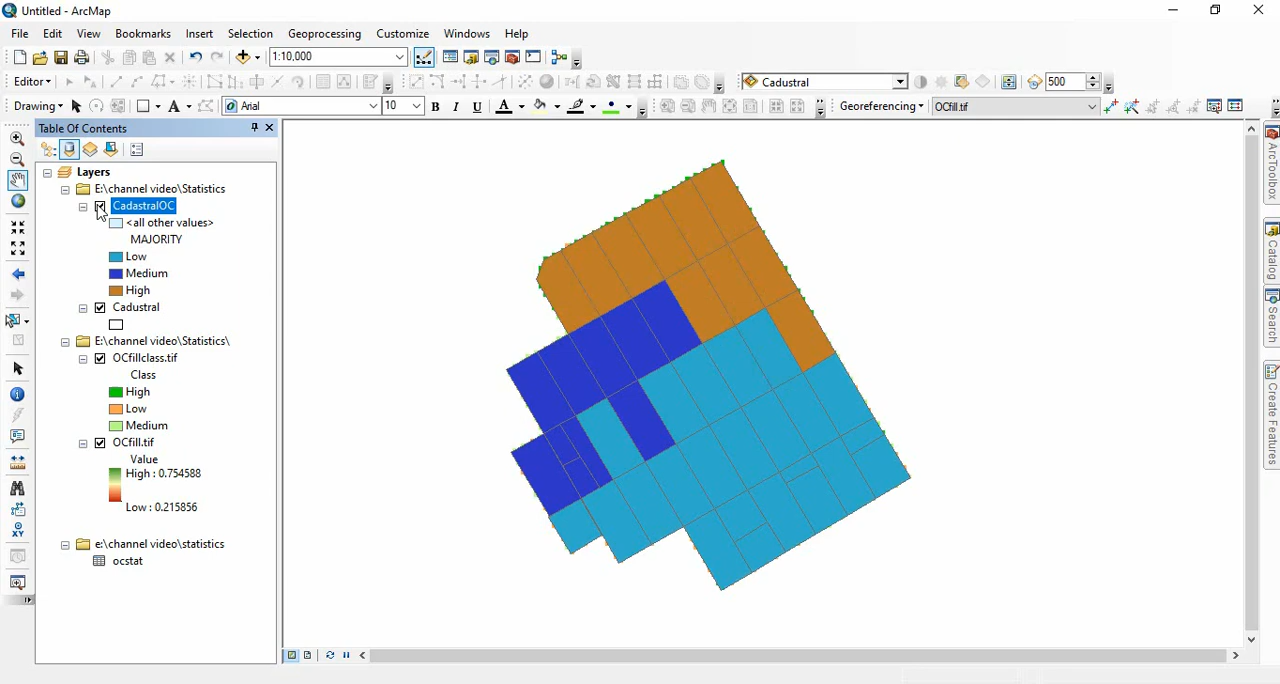 Untitled - ArcMap
File Edit View Bookmarks Insert Selection Geoprocessing Customize Windows Help
1:10,000
Editor Cadustral 500
Drawing A Arial 10 B I U A Georeferencing OCfill.tif
Table Of Contents
Layers
E:\channel video\Statistics
CadastralOC
<all other values>
MAJORITY
Low
Medium
High
Cadustral
E:\channel video\Statistics\
OCfillclass.tif
Class
High
Low
Medium
OCfill.tif
Value
High : 0.754588
Low : 0.215856
e:\channel video\statistics
ocstat
XY
ArcToolbox
Catalog
Search
Create Features